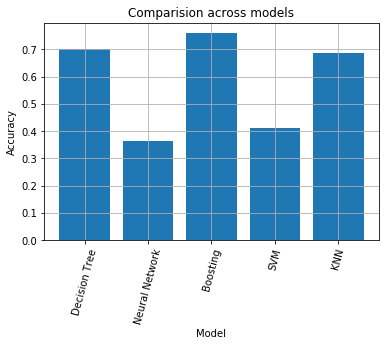 Comparision across models
Accuracy
0.7
0.6
0.5
0.4
0.3
0.2
0.1
0.0
Decision Tree
Neural Network
Boosting
SVM
KNN
Model